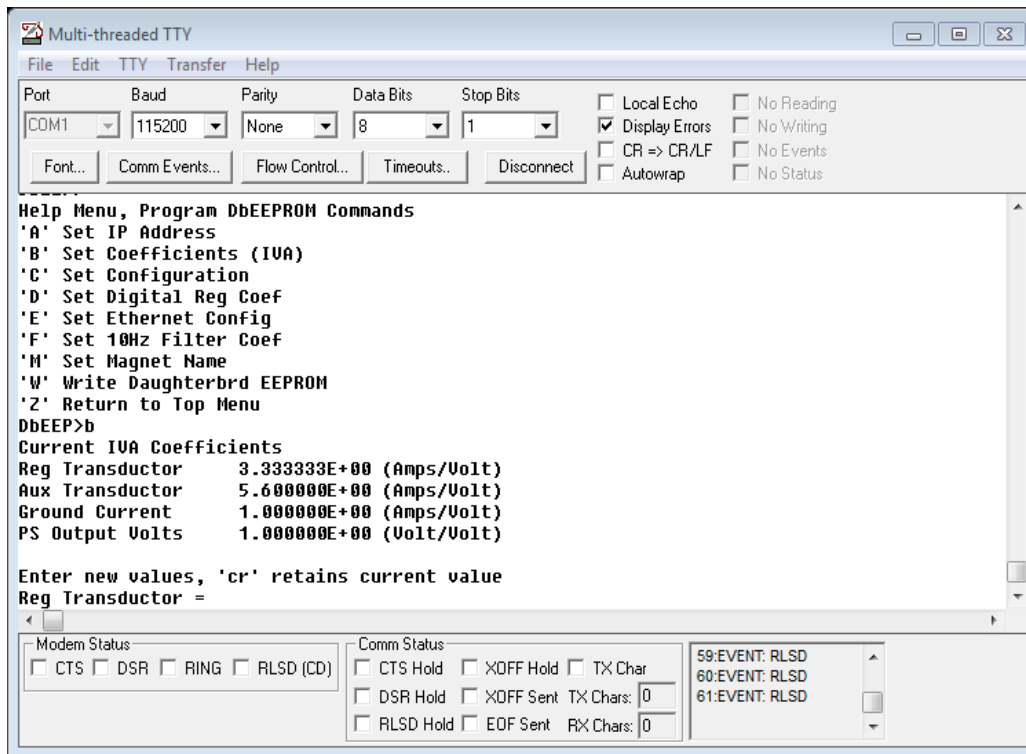 Multi-threaded TTY
File Edit TTY Transfer Help
Port Baud Parity Data Bits Stop Bits
COM1 115200 None 8 1
Local Echo No Reading
Display Errors No Writing
CR => CR/LF No Events
Autowrap No Status
Font... Comm Events... Flow Control... Timeouts.. Disconnect
Help Menu, Program DbEEPROM Commands
'A' Set IP Address
'B' Set Coefficients (IVA)
'C' Set Configuration
'D' Set Digital Reg Coef
'E' Set Ethernet Config
'F' Set 10Hz Filter Coef
'M' Set Magnet Name
'W' Write Daughterbrd EEPROM
'Z' Return to Top Menu
DbEEP>b
Current IVA Coefficients
Reg Transductor 3.333333E+00 (Amps/Volt)
Aux Transductor 5.600000E+00 (Amps/Volt)
Ground Current 1.000000E+00 (Amps/Volt)
PS Output Volts 1.000000E+00 (Volt/Volt)
Enter new values, 'cr' retains current value
Reg Transductor =
Modem Status
CTS DSR RING RLSD (CD)
Comm Status
CTS Hold XOFF Hold TX Char
DSR Hold XOFF Sent TX Chars: 0
RLSD Hold EOF Sent RX Chars: 0
59:EVENT: RLSD
60:EVENT: RLSD
61:EVENT: RLSD